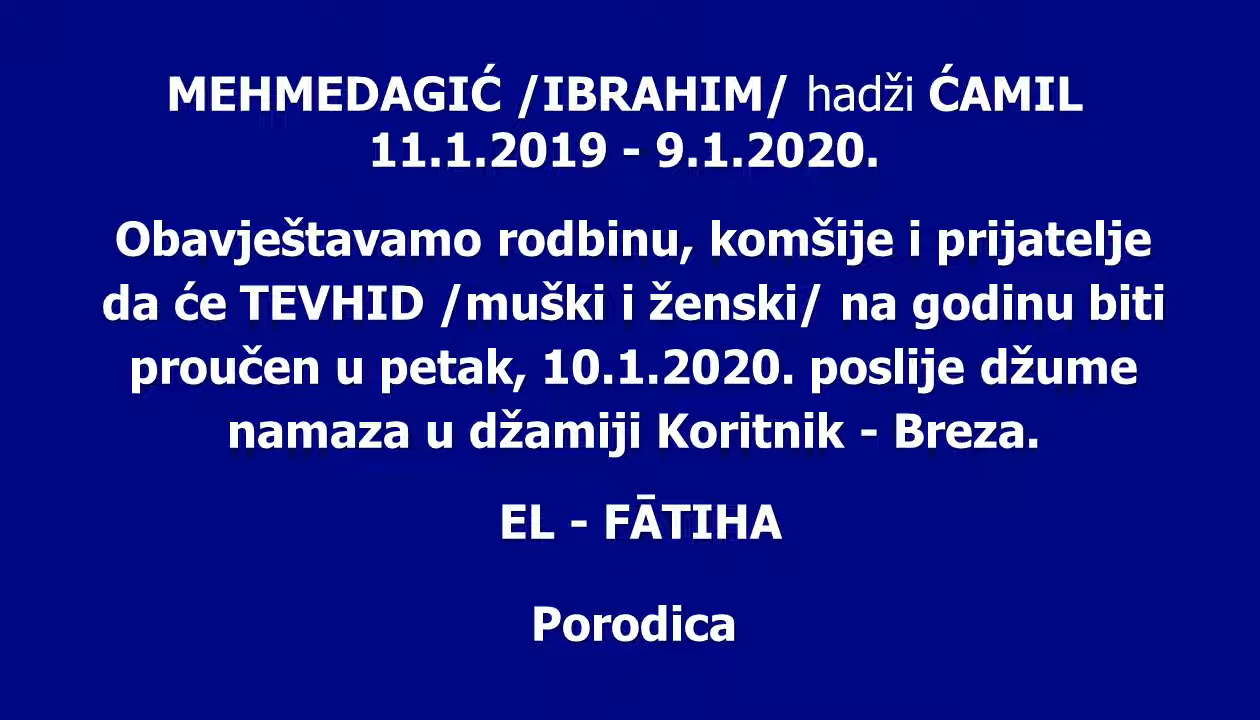 MEHMEDAGIĆ /IBRAHIM/ hadži ĆAMIL
11.1.2019 - 9.1.2020.
Obavještavamo rodbinu, komšije i prijatelje
da će TEVHID /muški i ženski/ na godinu biti
proučen u petak, 10.1.2020. poslije džume
namaza u džamiji Koritnik - Breza.
EL - FĀTIHA
Porodica